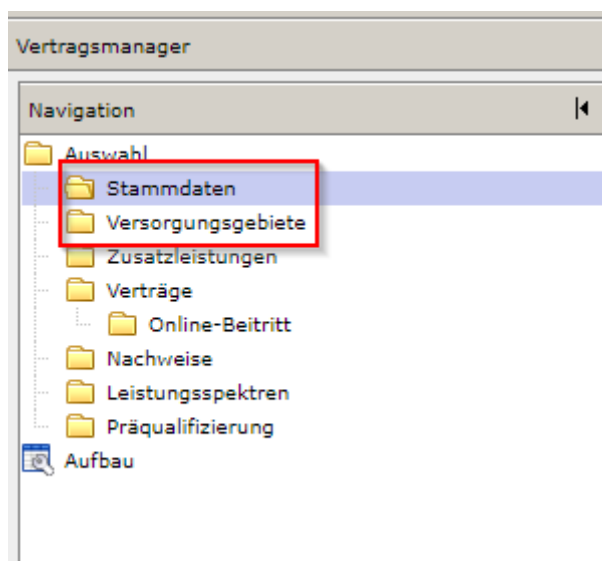 Vertragsmanager
Navigation
Auswahl
Stammdaten
Versorgungsgebiete
Zusatzleistungen
Verträge
Online-Beitritt
Nachweise
Leistungsspektren
Präqualifizierung
Aufbau